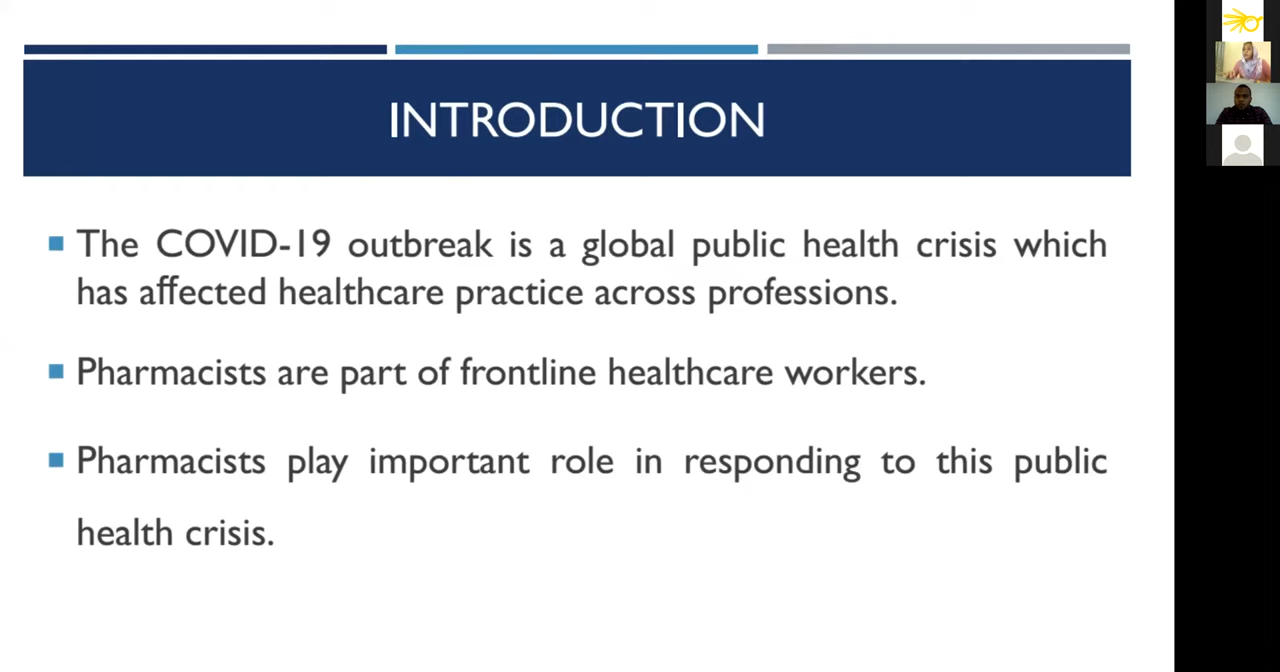 INTRODUCTION
The COVID-19 outbreak is a global public health crisis which
has affected healthcare practice across professions.
Pharmacists are part of frontline healthcare workers.
Pharmacists play important role in responding to this public
health crisis.